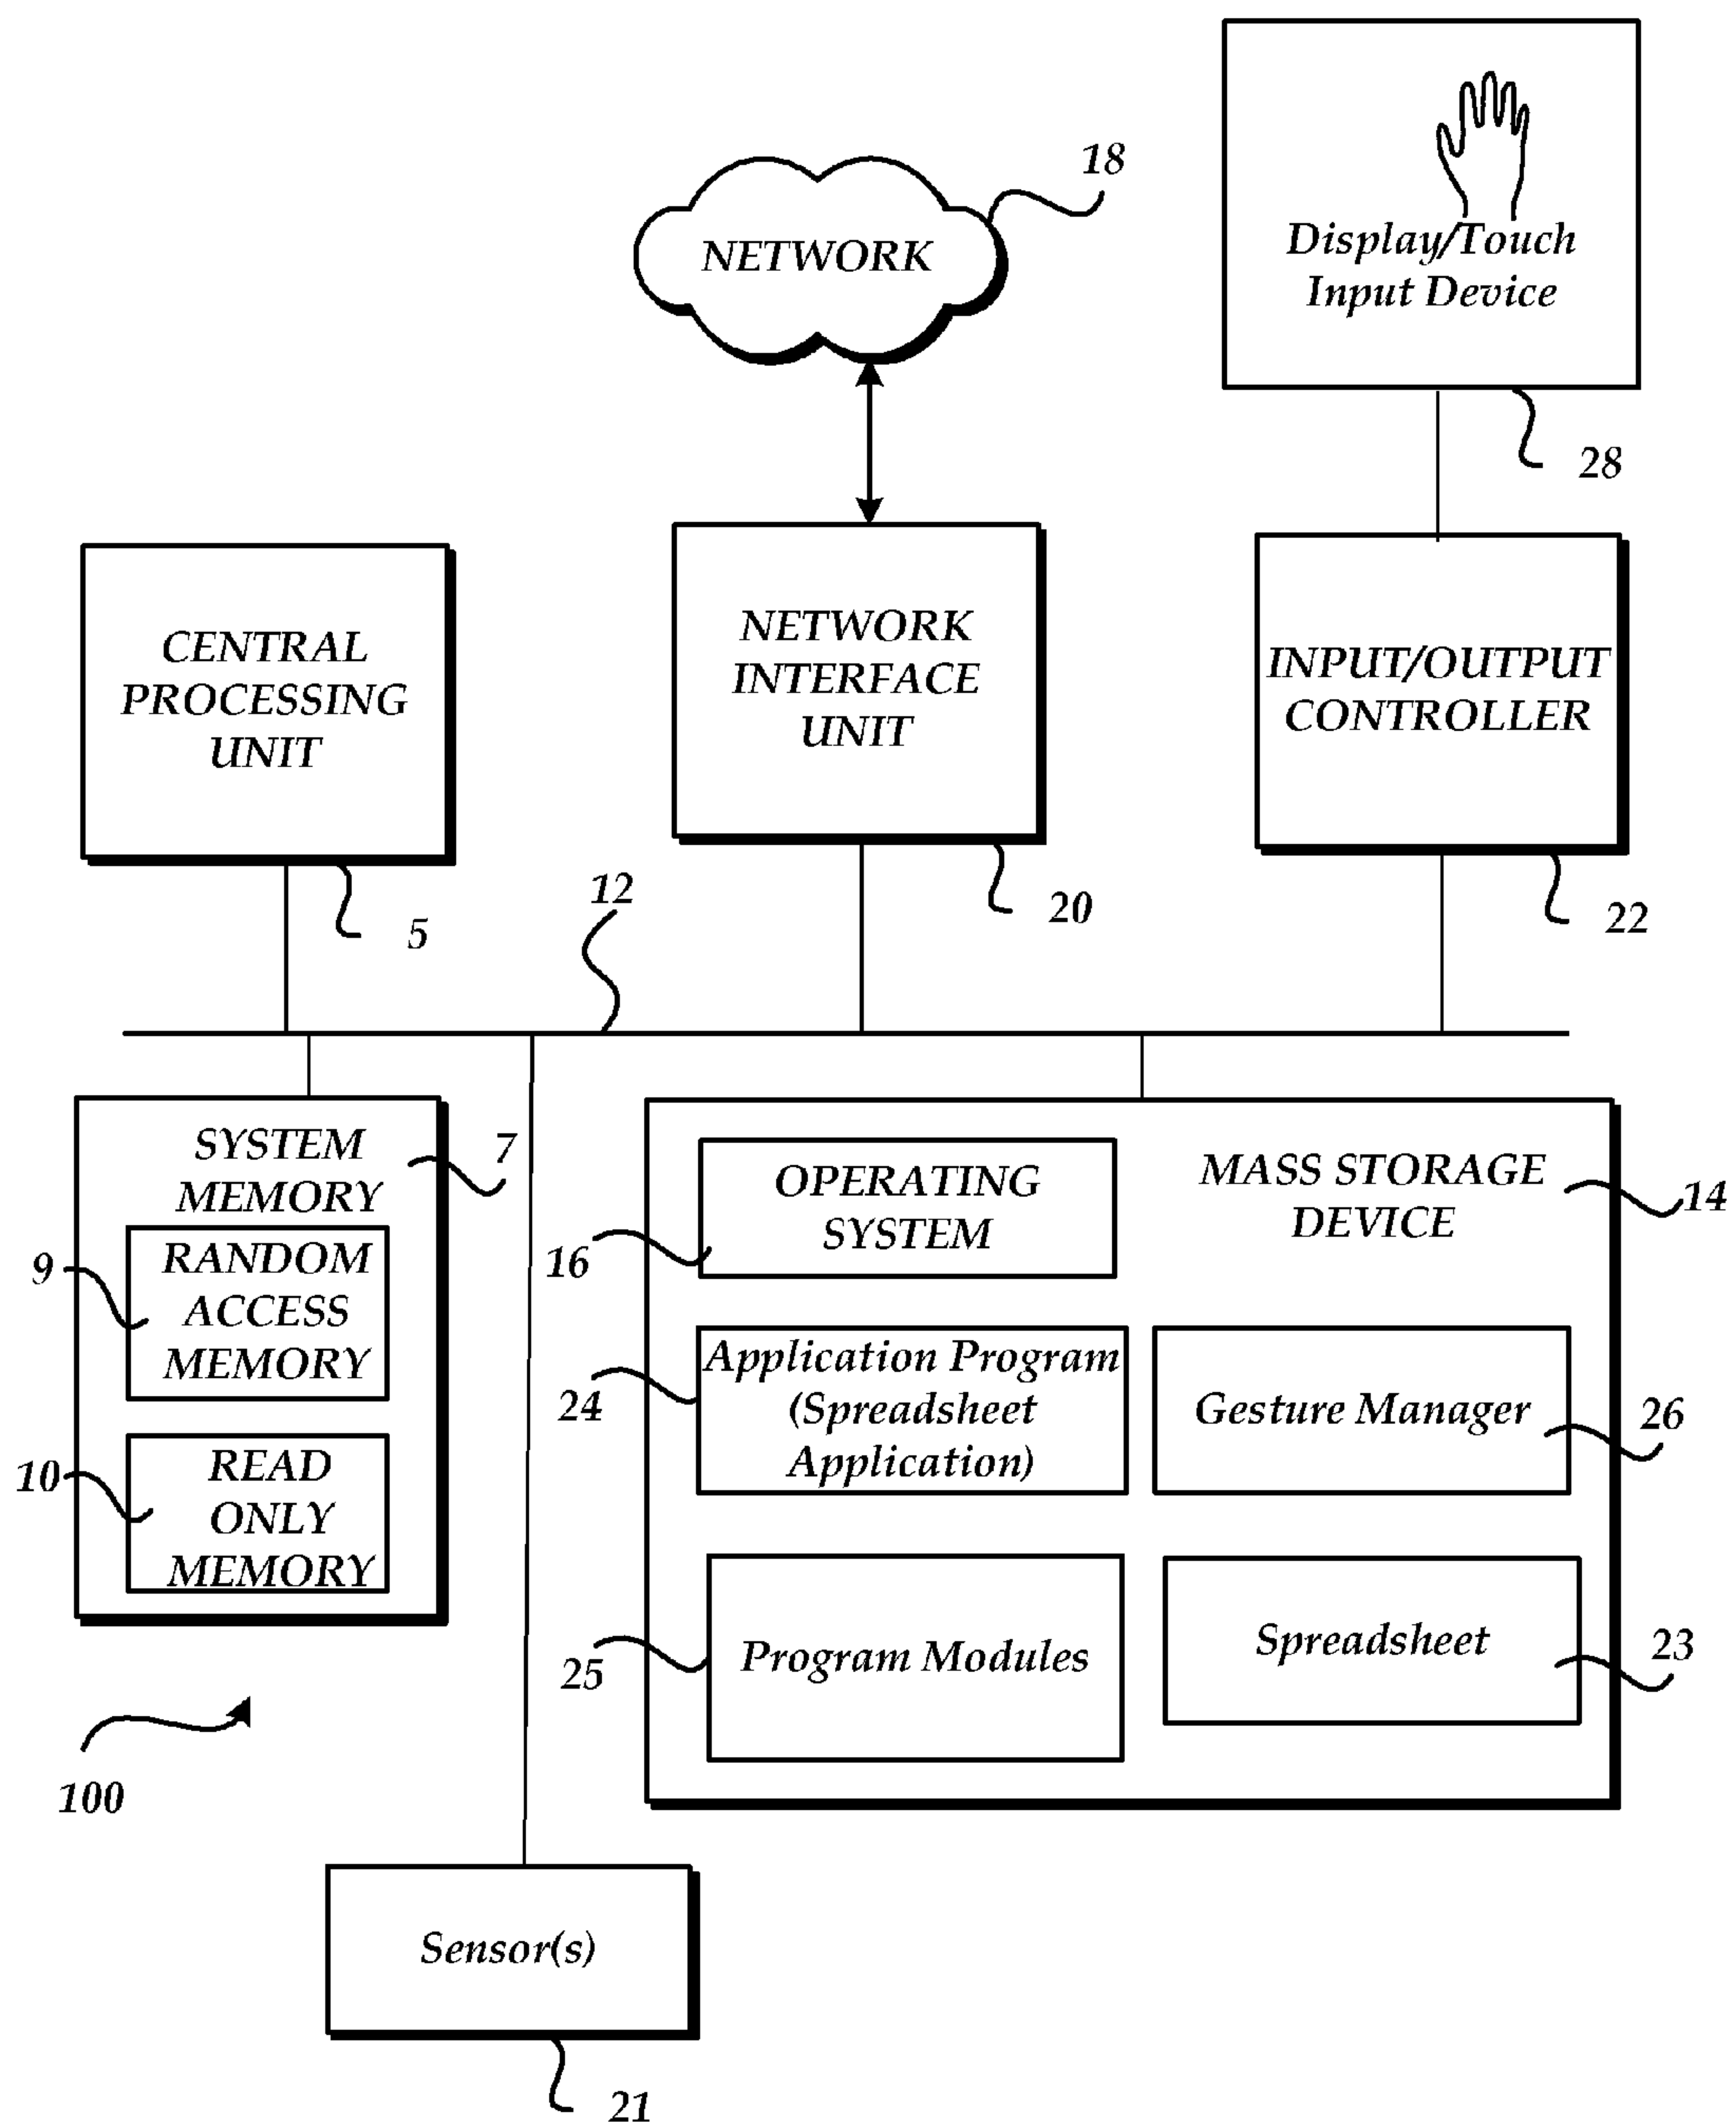 18
NETWORK
Display/Touch
Input Device
28
CENTRAL
PROCESSING
UNIT
5
NETWORK
INTERFACE
UNIT
20
INPUT/OUTPUT
CONTROLLER
22
12
SYSTEM
MEMORY
7
RANDOM
ACCESS
MEMORY
9
READ
ONLY
MEMORY
10
MASS STORAGE
DEVICE
14
OPERATING
SYSTEM
16
Application Program
(Spreadsheet
Application)
24
Gesture Manager
26
Program Modules
25
Spreadsheet
23
100
Sensor(s)
21